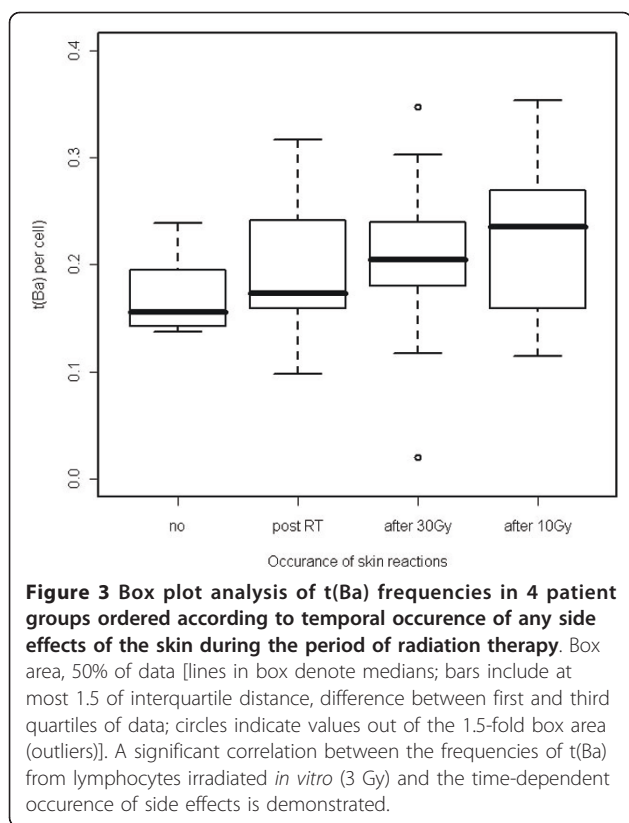 0.4
0.3
0.2
0.1
0.0
t(Ba) per cell
no post RT after 30Gy after 10Gy
Occurance of skin reactions
Figure 3 Box plot analysis of t(Ba) frequencies in 4 patient
groups ordered according to temporal occurence of any side
effects of the skin during the period of radiation therapy. Box
area, 50% of data [lines in box denote medians; bars include at
most 1.5 of interquartile distance, difference between first and third
quartiles of data; circles indicate values out of the 1.5-fold box area
(outliers)]. A significant correlation between the frequencies of t(Ba)
from lymphocytes irradiated in vitro (3 Gy) and the time-dependent
occurence of side effects is demonstrated.